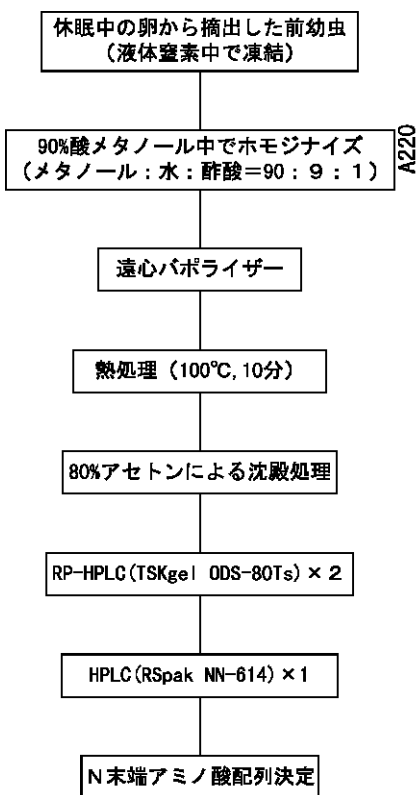 休眠中の卵から摘出した前幼虫
(液体窒素中で凍結)
90%酸メタノール中でホモジナイズ
(メタノール:水:酢酸=90:9:1)
A220
遠心バポライザー
熱処理(100℃,10分)
80%アセトンによる沈殿処理
RP-HPLC(TSKgel ODS-80Ts)×2
HPLC(RSpak NN-614)×1
N末端アミノ酸配列決定